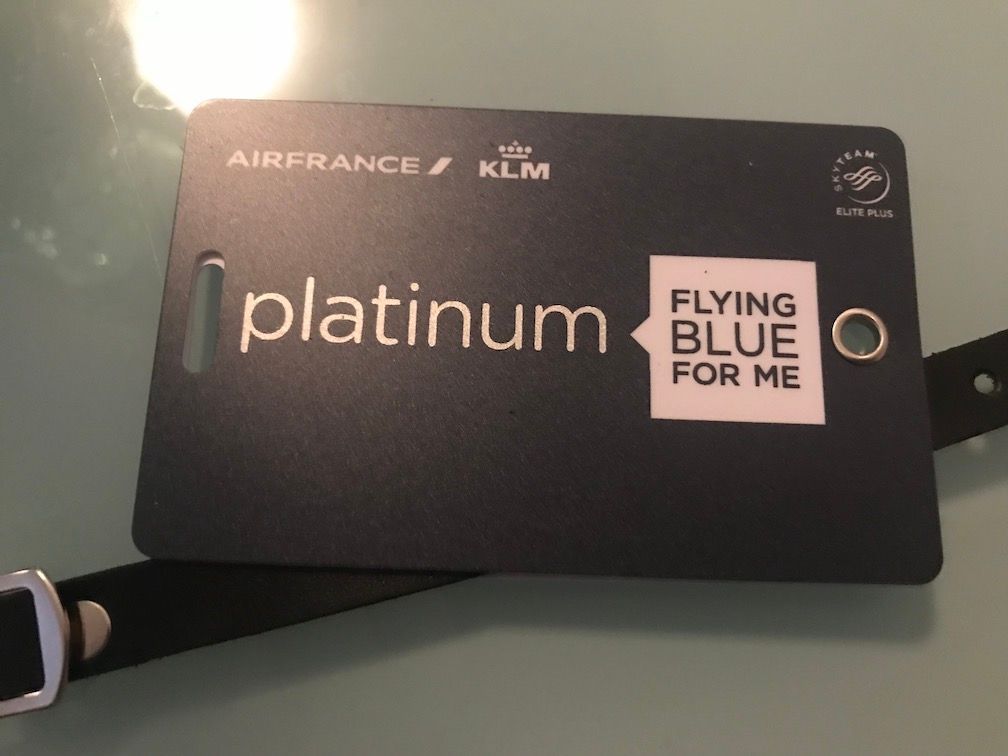 AIRFRANCE KLM
SKYTEAM
ELITE PLUS
platinum
FLYING
BLUE
FOR ME